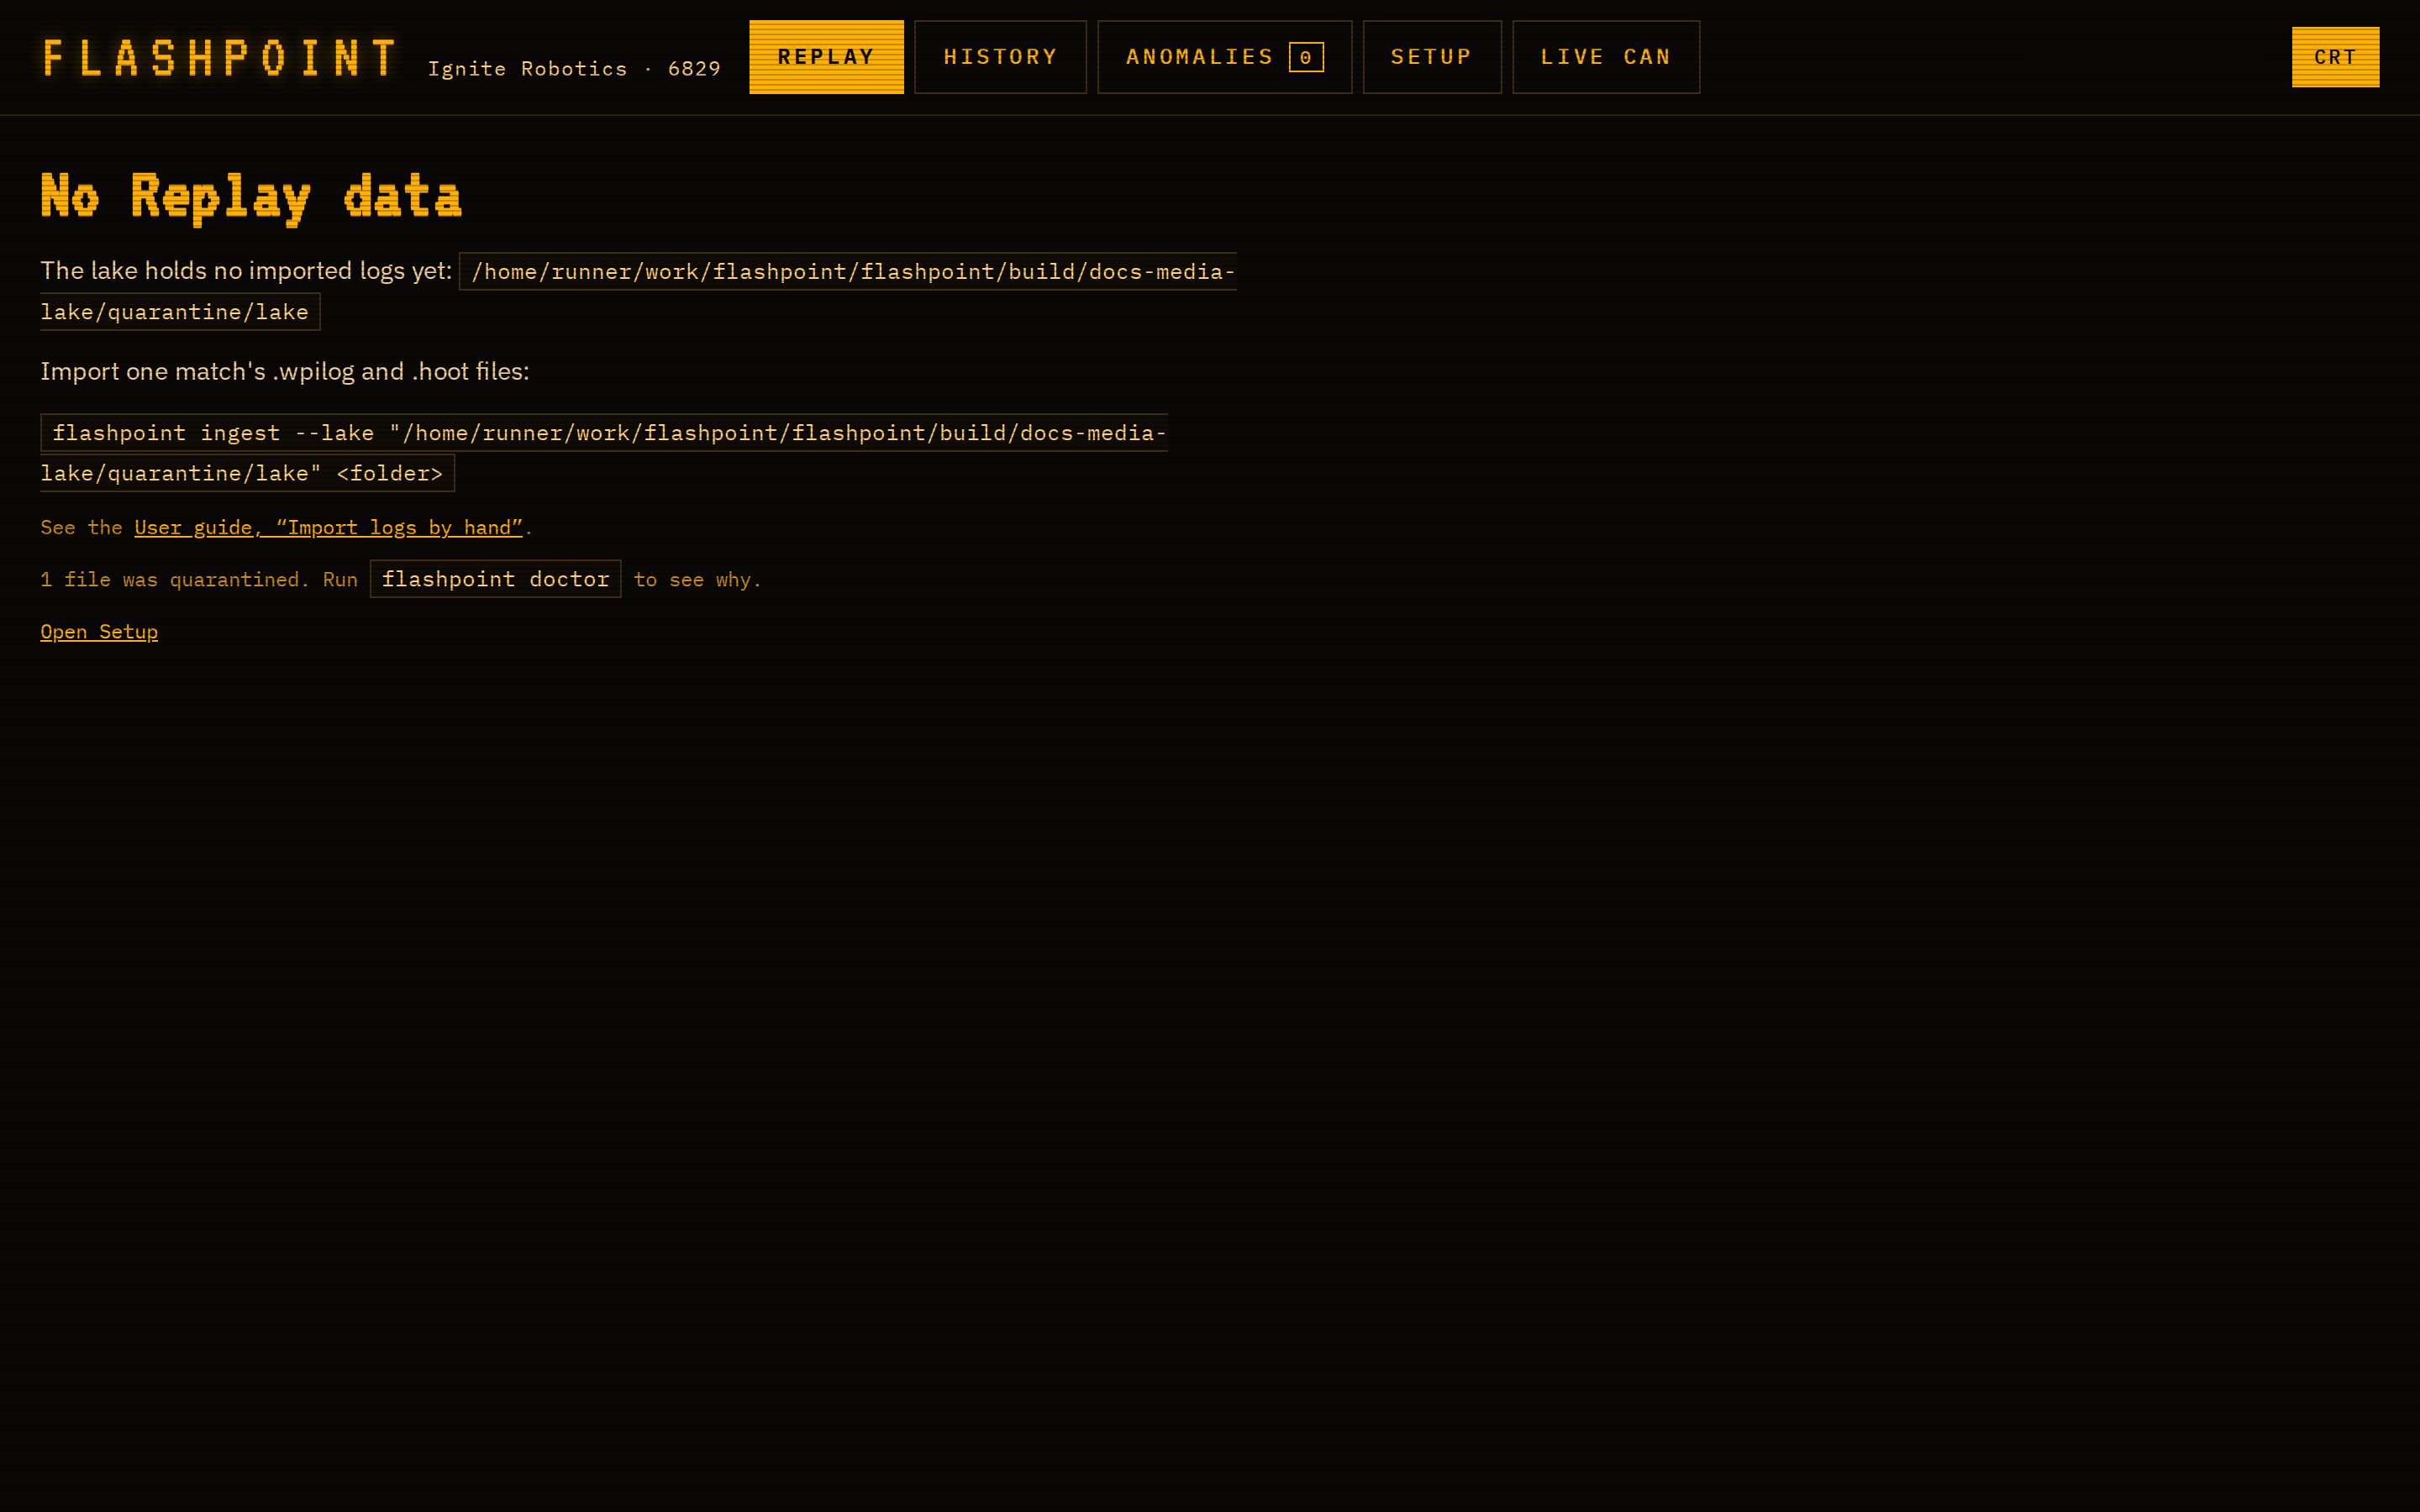 FLASHPOINT Ignite Robotics · 6829 REPLAY HISTORY ANOMALIES 0 SETUP LIVE CAN CRT
No Replay data
The lake holds no imported logs yet: /home/runner/work/flashpoint/flashpoint/build/docs-media-
lake/quarantine/lake
Import one match's .wpilog and .hoot files:
flashpoint ingest --lake "/home/runner/work/flashpoint/flashpoint/build/docs-media-
lake/quarantine/lake" <folder>
See the User guide, “Import logs by hand”.
1 file was quarantined. Run flashpoint doctor to see why.
Open Setup